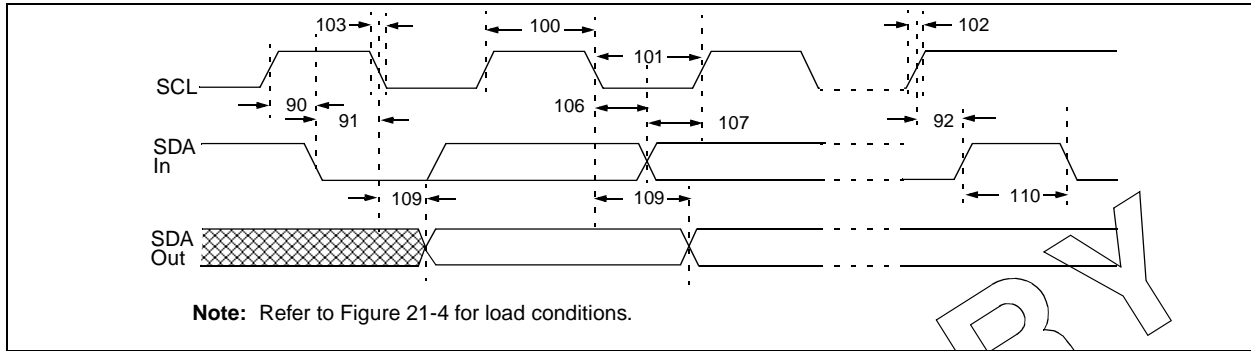 103 100 102
101
SCL
90 106
91 107 92
SDA
In
109 109 110
SDA
Out
Note: Refer to Figure 21-4 for load conditions.
R Y